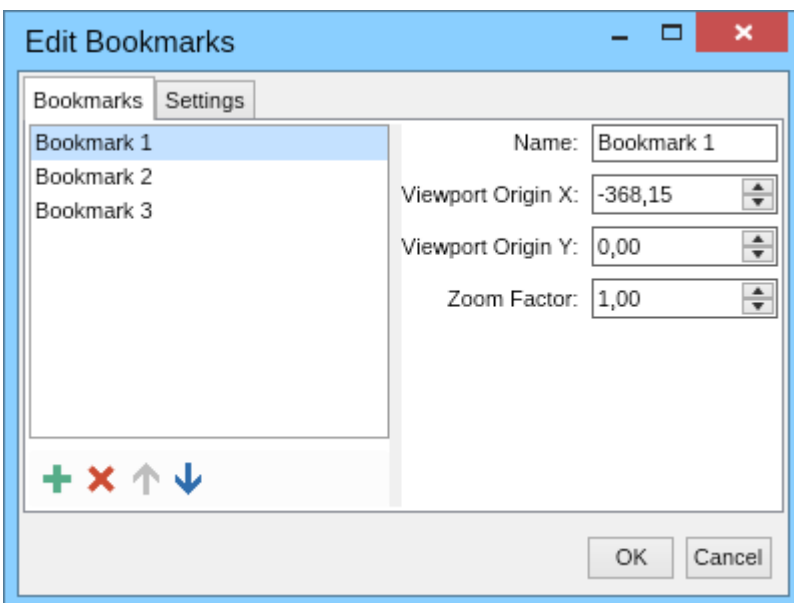 Edit Bookmarks
Bookmarks Settings
Bookmark 1
Bookmark 2
Bookmark 3
Name: Bookmark 1
Viewport Origin X: -368,15
Viewport Origin Y: 0,00
Zoom Factor: 1,00
OK Cancel